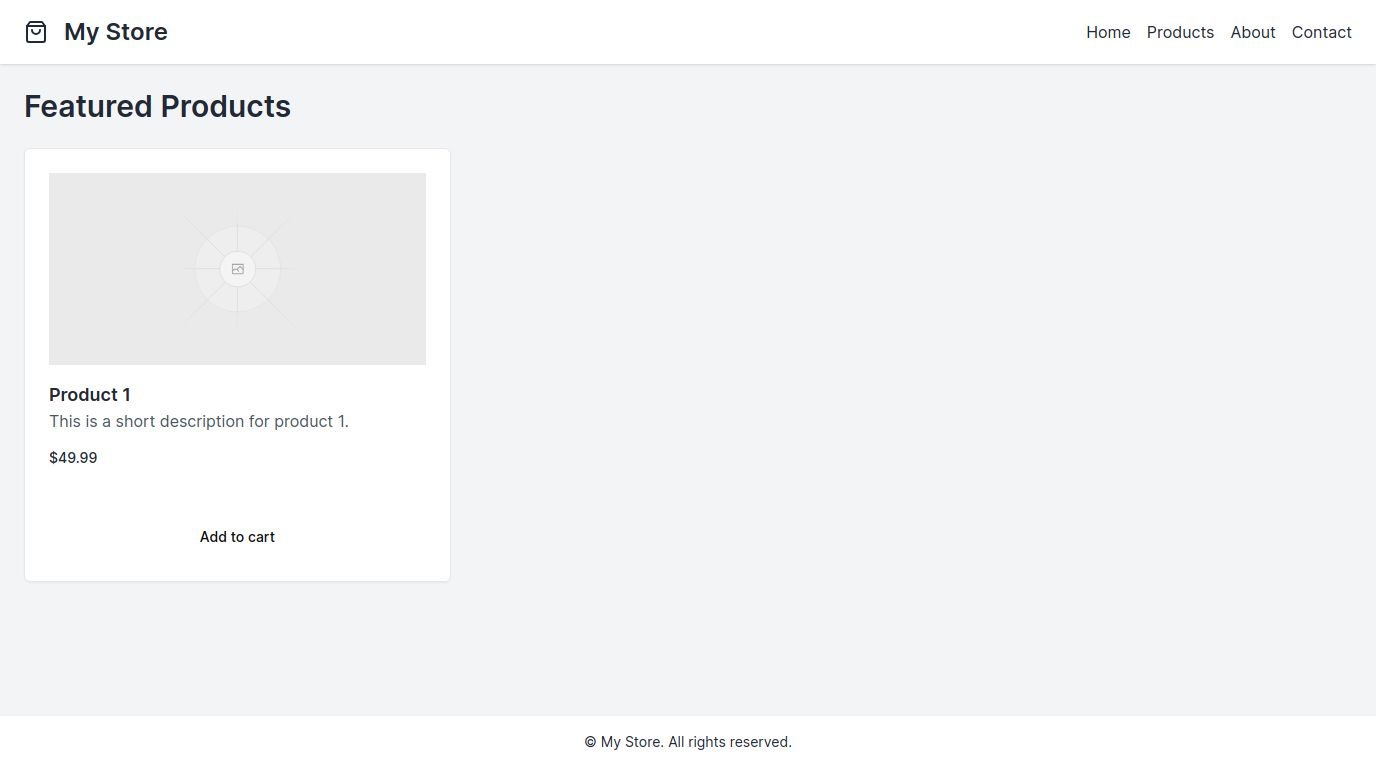 My Store
Home Products About Contact
Featured Products
Product 1
This is a short description for product 1.
$49.99
Add to cart
© My Store. All rights reserved.